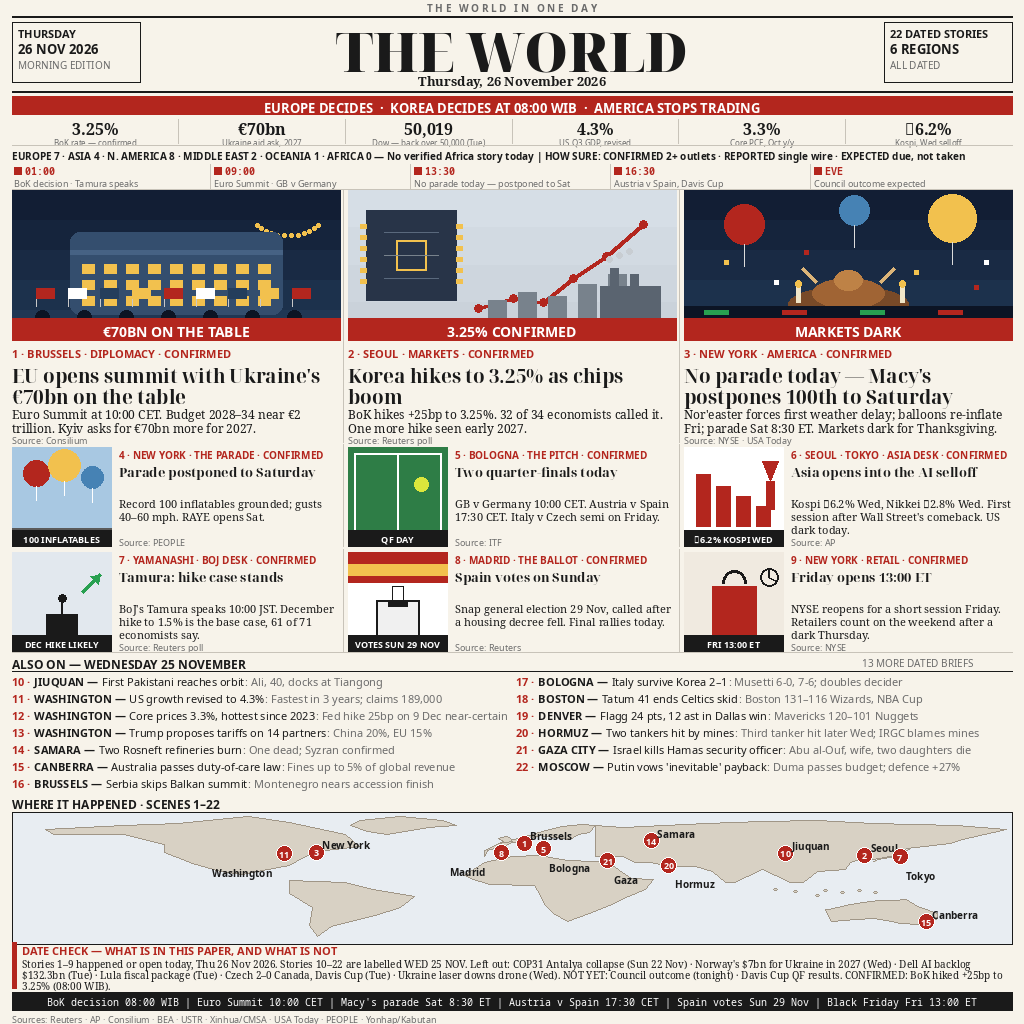 THE WORLD IN ONE DAY
THURSDAY
26 NOV 2026
MORNING EDITION
THE WORLD
Thursday, 26 November 2026
22 DATED STORIES
6 REGIONS
ALL DATED
EUROPE DECIDES · KOREA DECIDES AT 08:00 WIB · AMERICA STOPS TRADING
3.25%
BoK rate — confirmed
€70bn
Ukraine aid ask, 2027
50,019
Dow — back over 50,000 (Tue)
4.3%
US Q3 GDP, revised
3.3%
Core PCE, Oct y/y
6.2%
Kospi, Wed selloff
EUROPE 7 · ASIA 4 · N. AMERICA 8 · MIDDLE EAST 2 · OCEANIA 1 · AFRICA 0 — No verified Africa story today | HOW SURE: CONFIRMED 2+ outlets · REPORTED single wire · EXPECTED due, not taken
01:00
BoK decision · Tamura speaks
09:00
Euro Summit · GB v Germany
13:30
No parade today — postponed to Sat
16:30
Austria v Spain, Davis Cup
EVE
Council outcome expected
€70BN ON THE TABLE
1 · BRUSSELS · DIPLOMACY · CONFIRMED
EU opens summit with Ukraine's
€70bn on the table
Euro Summit at 10:00 CET. Budget 2028–34 near €2
trillion. Kyiv asks for €70bn more for 2027.
Source: Consilium
3.25% CONFIRMED
2 · SEOUL · MARKETS · CONFIRMED
Korea hikes to 3.25% as chips
boom
BoK hikes +25bp to 3.25%. 32 of 34 economists called it.
One more hike seen early 2027.
Source: Reuters poll
MARKETS DARK
3 · NEW YORK · AMERICA · CONFIRMED
No parade today — Macy's
postpones 100th to Saturday
Nor'easter forces first weather delay; balloons re-inflate
Fri; parade Sat 8:30 ET. Markets dark for Thanksgiving.
Source: NYSE · USA Today
100 INFLATABLES
4 · NEW YORK · THE PARADE · CONFIRMED
Parade postponed to Saturday
Record 100 inflatables grounded; gusts
40–60 mph. RAYE opens Sat.
Source: PEOPLE
QF DAY
5 · BOLOGNA · THE PITCH · CONFIRMED
Two quarter-finals today
GB v Germany 10:00 CET. Austria v Spain
17:30 CET. Italy v Czech semi on Friday.
Source: ITF
6.2% KOSPI WED
6 · SEOUL · TOKYO · ASIA DESK · CONFIRMED
Asia opens into the AI selloff
Kospi 6.2% Wed, Nikkei 2.8% Wed. First
session after Wall Street's comeback. US
dark today.
Source: AP
DEC HIKE LIKELY
7 · YAMANASHI · BOJ DESK · CONFIRMED
Tamura: hike case stands
BoJ's Tamura speaks 10:00 JST. December
hike to 1.5% is the base case, 61 of 71
economists say.
Source: Reuters poll
VOTES SUN 29 NOV
8 · MADRID · THE BALLOT · CONFIRMED
Spain votes on Sunday
Snap general election 29 Nov, called after
a housing decree fell. Final rallies today.
Source: Reuters
FRI 13:00 ET
9 · NEW YORK · RETAIL · CONFIRMED
Friday opens 13:00 ET
NYSE reopens for a short session Friday.
Retailers count on the weekend after a
dark Thursday.
Source: NYSE
ALSO ON — WEDNESDAY 25 NOVEMBER
13 MORE DATED BRIEFS
10 · JIUQUAN — First Pakistani reaches orbit: Ali, 40, docks at Tiangong
11 · WASHINGTON — US growth revised to 4.3%: Fastest in 3 years; claims 189,000
12 · WASHINGTON — Core prices 3.3%, hottest since 2023: Fed hike 25bp on 9 Dec near-certain
13 · WASHINGTON — Trump proposes tariffs on 14 partners: China 20%, EU 15%
14 · SAMARA — Two Rosneft refineries burn: One dead; Syzran confirmed
15 · CANBERRA — Australia passes duty-of-care law: Fines up to 5% of global revenue
16 · BRUSSELS — Serbia skips Balkan summit: Montenegro nears accession finish
17 · BOLOGNA — Italy survive Korea 2–1: Musetti 6-0, 7-6; doubles decider
18 · BOSTON — Tatum 41 ends Celtics skid: Boston 131–116 Wizards, NBA Cup
19 · DENVER — Flagg 24 pts, 12 ast in Dallas win: Mavericks 120–101 Nuggets
20 · HORMUZ — Two tankers hit by mines: Third tanker hit later Wed; IRGC blames mines
21 · GAZA CITY — Israel kills Hamas security officer: Abu al-Ouf, wife, two daughters die
22 · MOSCOW — Putin vows 'inevitable' payback: Duma passes budget; defence +27%
WHERE IT HAPPENED · SCENES 1–22
11
Washington
3
New York
8
Madrid
1
Brussels
5
Bologna
21
Gaza
14
Samara
20
Hormuz
10
Jiuquan
2
Seoul
7
Tokyo
15
Canberra
DATE CHECK — WHAT IS IN THIS PAPER, AND WHAT IS NOT
Stories 1–9 happened or open today, Thu 26 Nov 2026. Stories 10–22 are labelled WED 25 NOV. Left out: COP31 Antalya collapse (Sun 22 Nov) · Norway's $7bn for Ukraine in 2027 (Wed) · Dell AI backlog
$132.3bn (Tue) · Lula fiscal package (Tue) · Czech 2–0 Canada, Davis Cup (Tue) · Ukraine laser downs drone (Wed). NOT YET: Council outcome (tonight) · Davis Cup QF results. CONFIRMED: BoK hiked +25bp to
3.25% (08:00 WIB).
BoK decision 08:00 WIB | Euro Summit 10:00 CET | Macy's parade Sat 8:30 ET | Austria v Spain 17:30 CET | Spain votes Sun 29 Nov | Black Friday Fri 13:00 ET
Sources: Reuters · AP · Consilium · BEA · USTR · Xinhua/CMSA · USA Today · PEOPLE · Yonhap/Kabutan